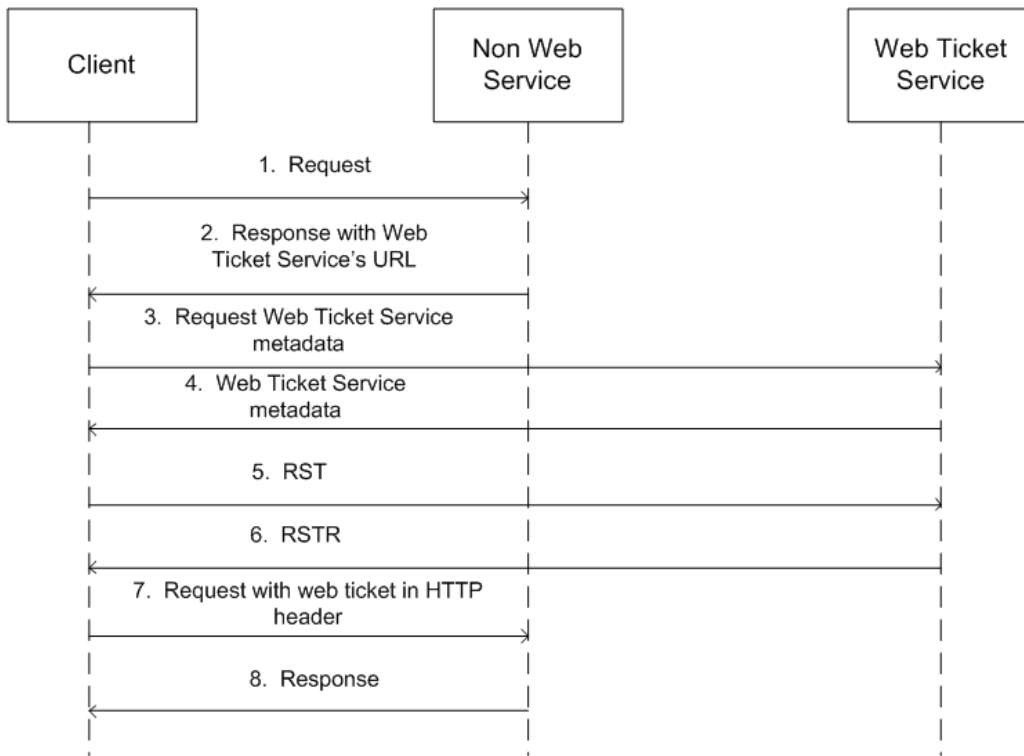 Client
Non Web
Service
Web Ticket
Service
1. Request
2. Response with Web
Ticket Service's URL
3. Request Web Ticket Service
metadata
4. Web Ticket Service
metadata
5. RST
6. RSTR
7. Request with web ticket in HTTP
header
8. Response